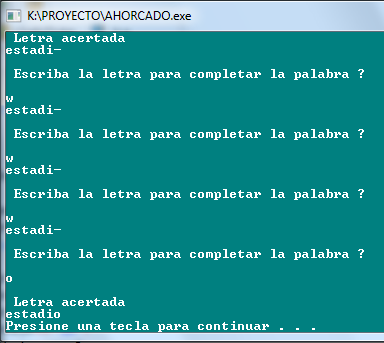 K:\PROYECTO\AHORCADO.exe
Letra acertada
estadi-
Escriba la letra para completar la palabra ?
w
estadi-
Escriba la letra para completar la palabra ?
w
estadi-
Escriba la letra para completar la palabra ?
w
estadi-
Escriba la letra para completar la palabra ?
o
Letra acertada
estadio
Presione una tecla para continuar . . .